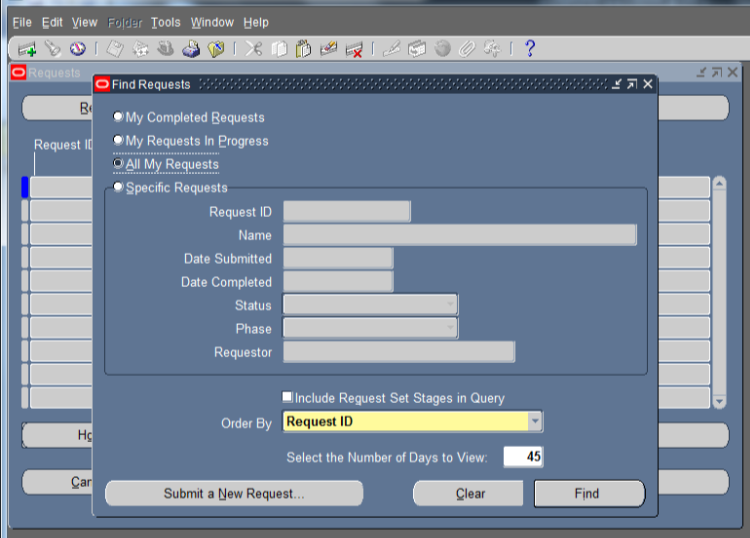 File Edit View Folder Tools Window Help
Requests
Find Requests
Re
My Completed Requests
Request ID
My Requests In Progress
All My Requests
Specific Requests
Request ID
Name
Date Submitted
Date Completed
Status
Phase
Requestor
Include Request Set Stages in Query
Order By Request ID
Ho
Select the Number of Days to View: 45
Can
Submit a New Request... Clear Find